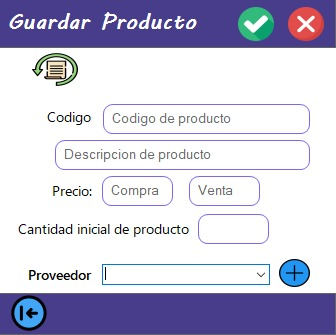 Guardar Producto
Codigo Codigo de producto
Descripcion de producto
Precio: Compra Venta
Cantidad inicial de producto
Proveedor